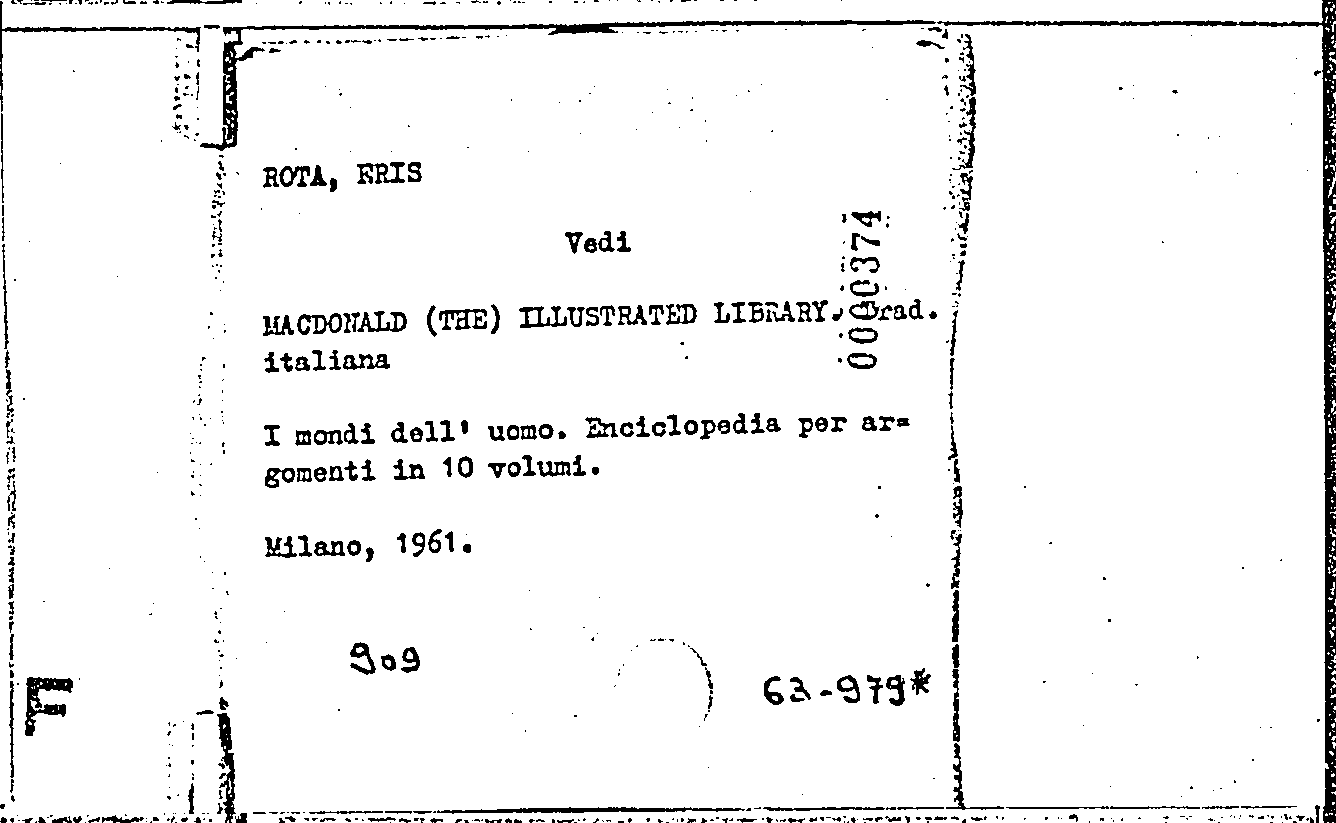 ROTA, ERIS
Vedi
MACDONALD (THE) ILLUSTRATED LIBRARY. Trad.
italiana
0000374
I mondi dell' uomo. Enciclopedia per ar=
gomenti in 10 volumi.
Milano, 1961.
909
63-979*
F